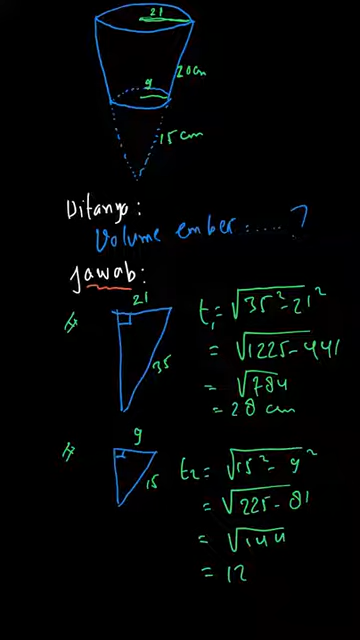 21
20cm
9
15 cm
Ditanya:
Volume ember.....?
Jawab:
21
35
t₁ = √35² - 21²
= √1225 - 441
= √784
= 28 cm
9
15
t₂ = √15² - 9²
= √225 - 81
= √144
= 12